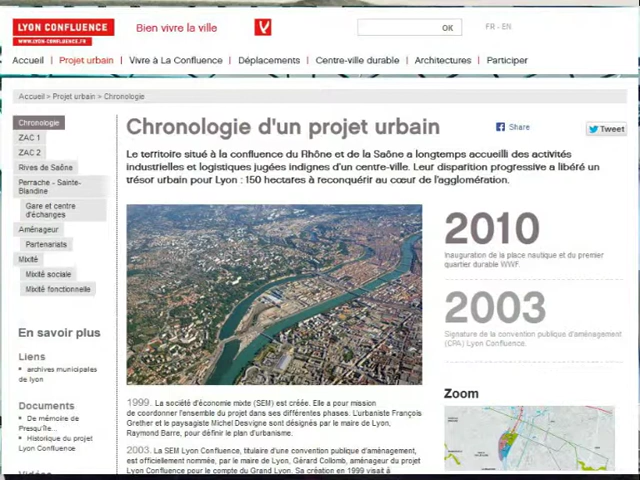 LYON CONFLUENCE
WWW.LYON-CONFLUENCE.FR
Bien vivre la ville
OK
FR - EN
Accueil
Projet urbain
Vivre à La Confluence
Déplacements
Centre-ville durable
Architectures
Participer
Accueil > Projet urbain > Chronologie
Chronologie
ZAC 1
ZAC 2
Rives de Saône
Perrache - Sainte-
Blandine
Gare et centre
d'échanges
Aménageur
Partenariats
Mixité
Mixité sociale
Mixité fonctionnelle
En savoir plus
Liens
archives municipales
de lyon
Documents
De mémoire de
Presqu'île...
Historique du projet
Lyon Confluence
Chronologie d'un projet urbain
Share
Tweet
Le territoire situé à la confluence du Rhône et de la Saône a longtemps accueilli des activités
industrielles et logistiques jugées indignes d'un centre-ville. Leur disparition progressive a libéré un
trésor urbain pour Lyon : 150 hectares à reconquérir au cœur de l'agglomération.
1999. La société d'économie mixte (SEM) est créée. Elle a pour mission
de coordonner l'ensemble du projet dans ses différentes phases. L'urbaniste François
Grether et le paysagiste Michel Desvigne sont désignés par le maire de Lyon,
Raymond Barre, pour définir le plan d'urbanisme.
2003. La SEM Lyon Confluence, titulaire d'une convention publique d'aménagement,
est officiellement nommée, par le maire de Lyon, Gérard Collomb, aménageur du projet
Lyon Confluence pour le compte du Grand Lyon. Sa création en 1999 visait à
2010
Inauguration de la place nautique et du premier
quartier durable WWF.
2003
Signature de la convention publique d'aménagement
(CPA) Lyon Confluence.
Zoom